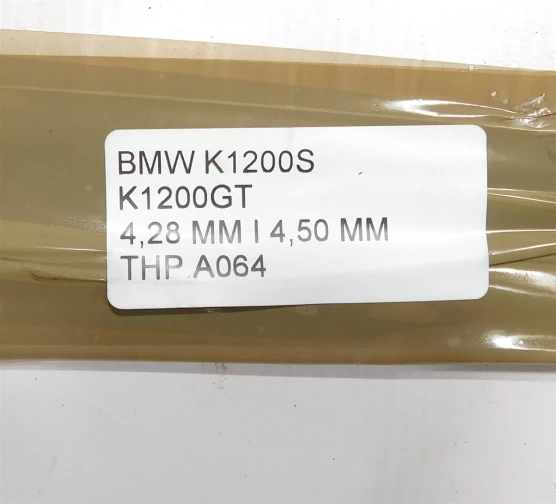 BMW K1200S
K1200GT
4,28 MM I 4,50 MM
THP A064